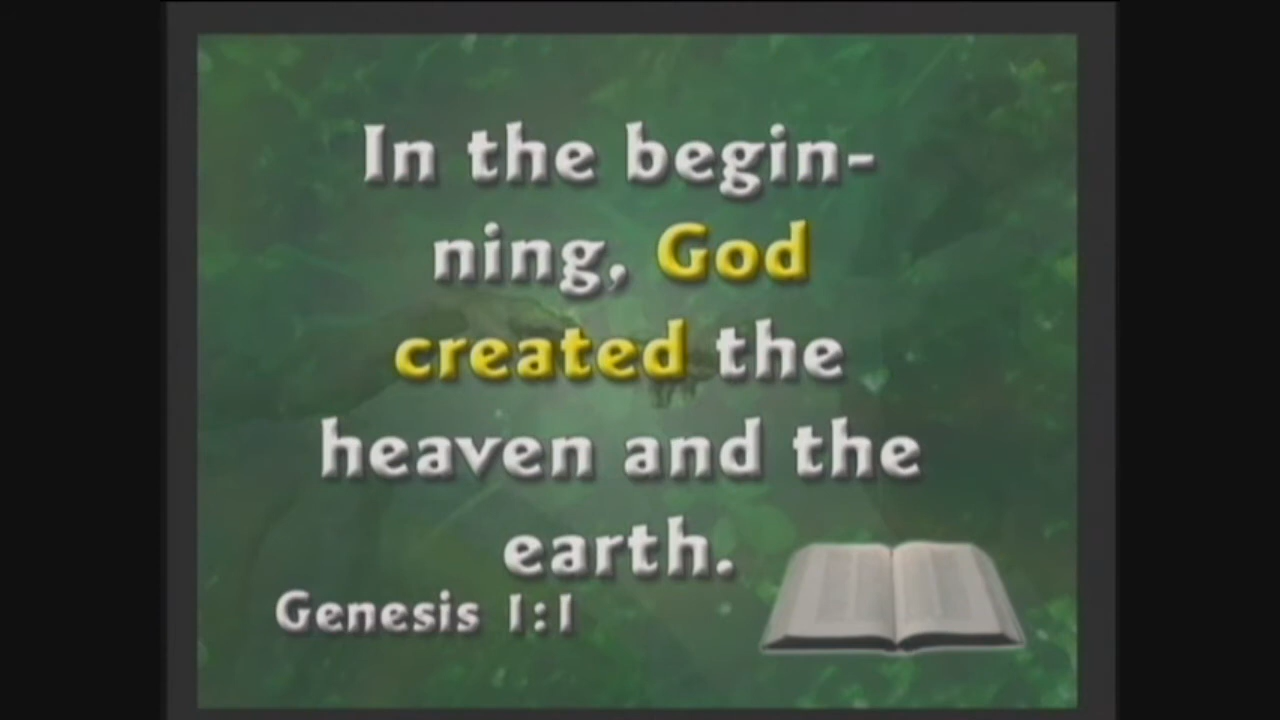 In the begin-
ning, God
created the
heaven and the
earth.
Genesis 1:1